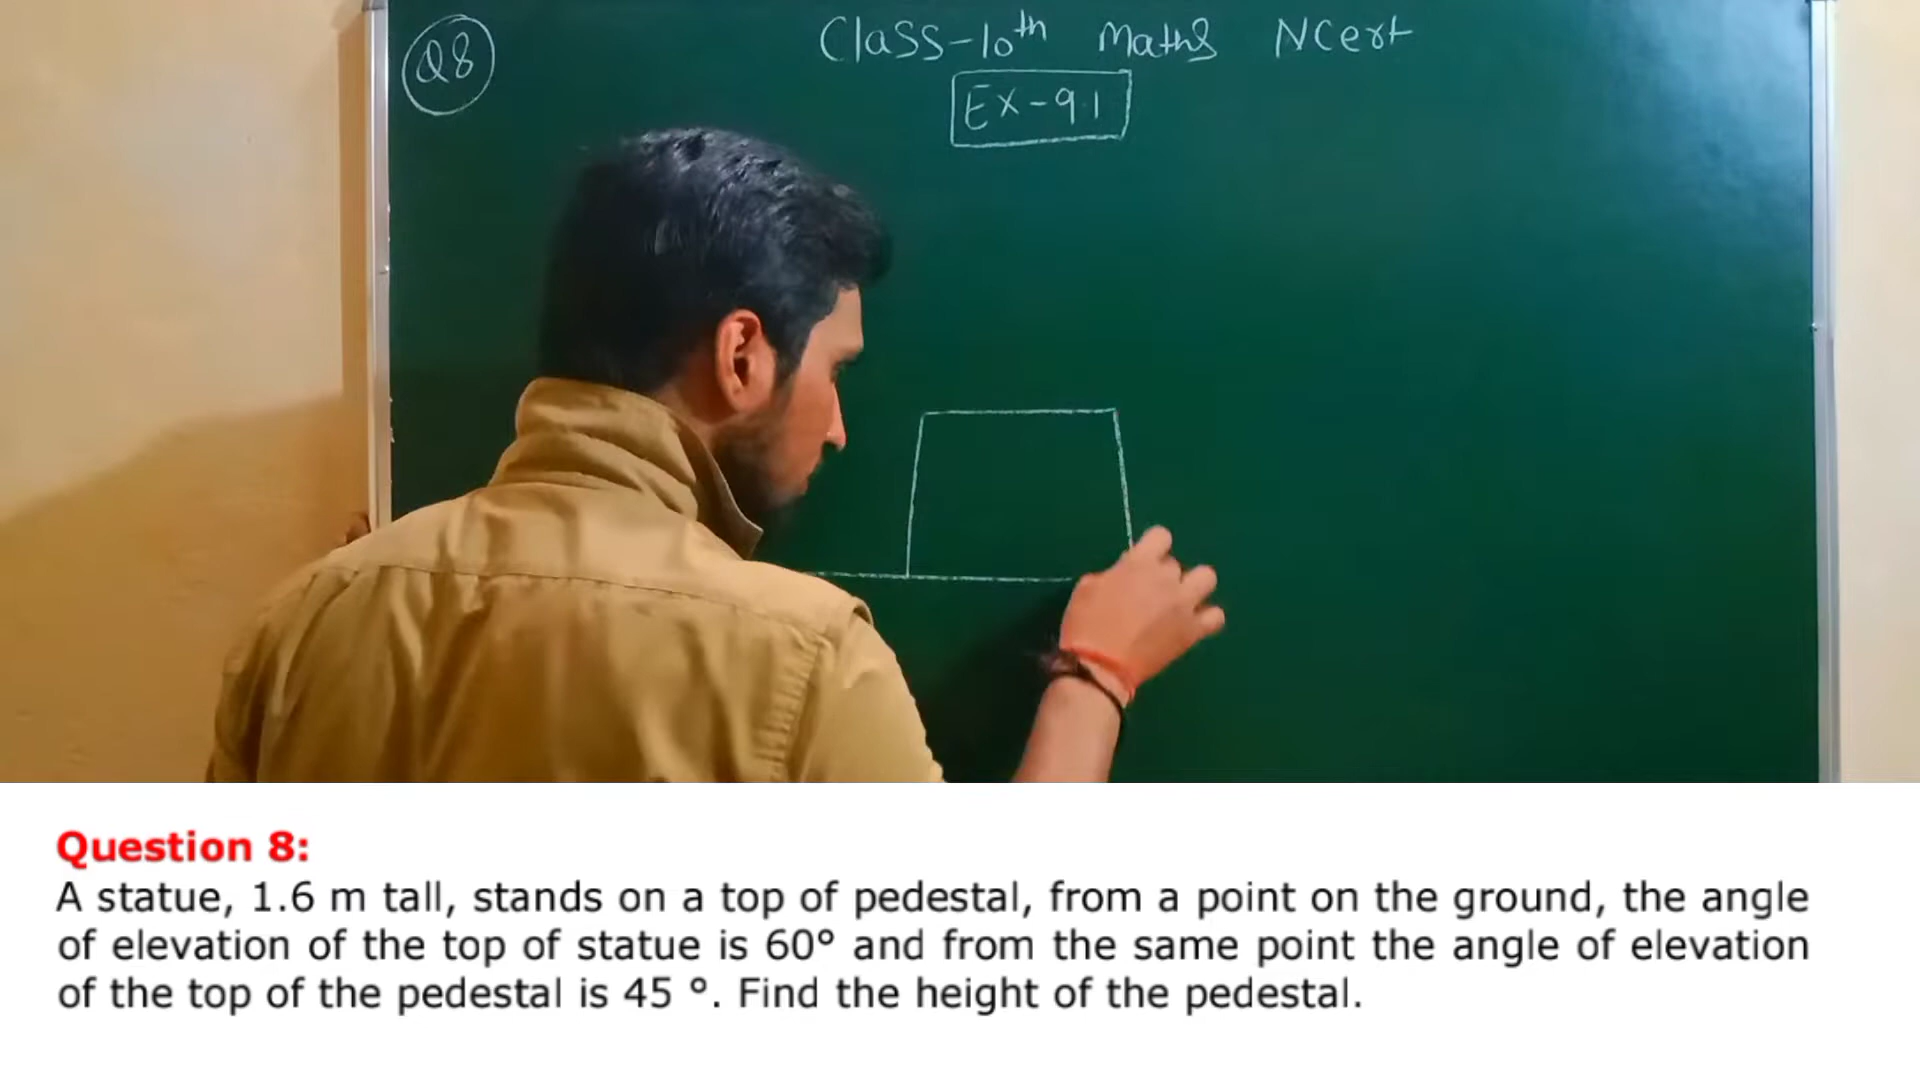 Q8
Class-10th Maths NCert
EX-9.1
Question 8:
A statue, 1.6 m tall, stands on a top of pedestal, from a point on the ground, the angle
of elevation of the top of statue is 60° and from the same point the angle of elevation
of the top of the pedestal is 45 °. Find the height of the pedestal.